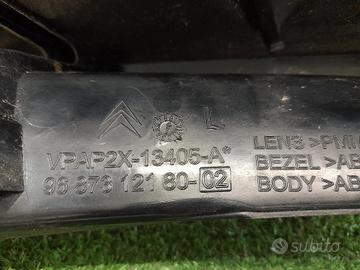 L
VPAP2X-13405-A*
96 873 121 80-02
LENS >PMM
BEZEL >AB
BODY >AB
subito